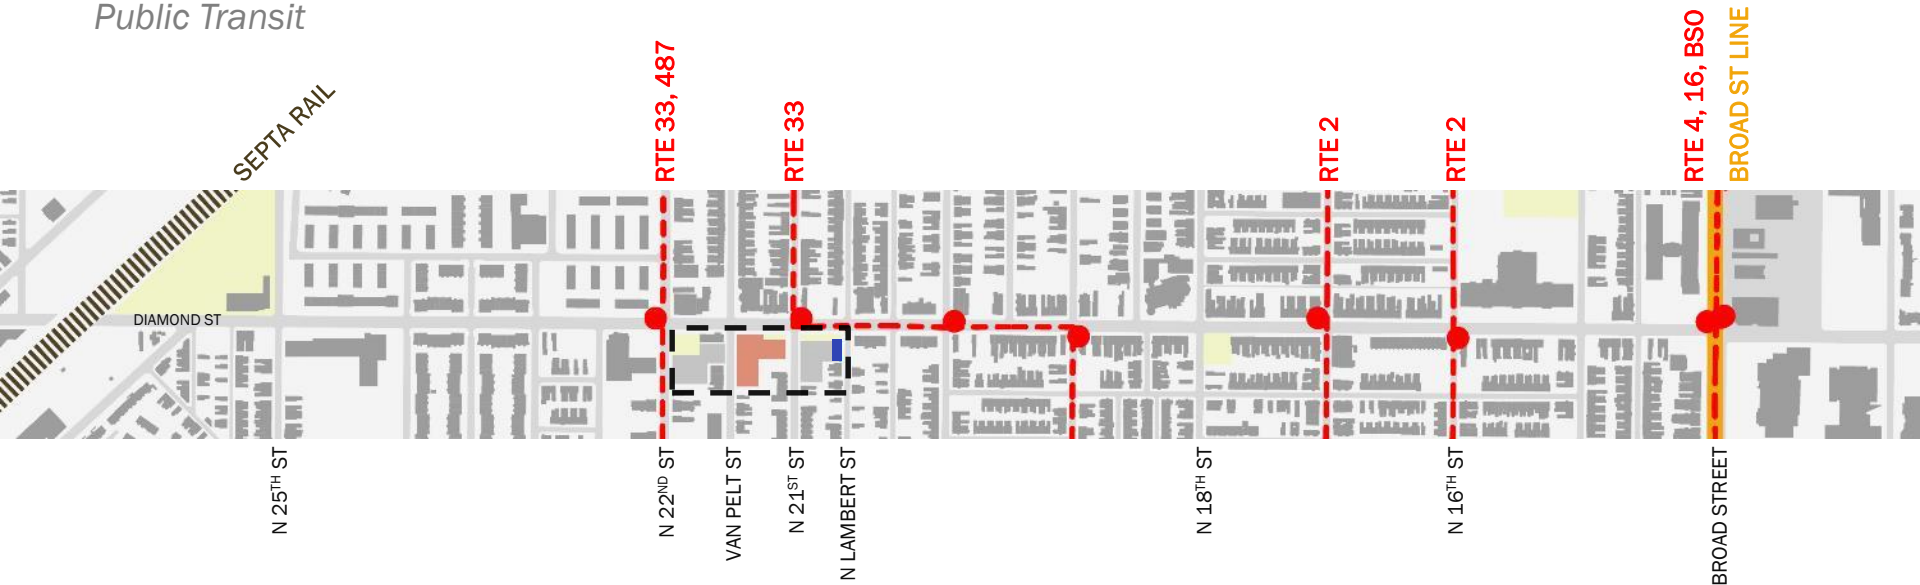 Public Transit
SEPTA RAIL
RTE 33, 487
RTE 33
RTE 2
RTE 2
RTE 4, 16, BSO
BROAD ST LINE
DIAMOND ST
N 25TH ST
N 22ND ST
VAN PELT ST
N 21ST ST
N LAMBERT ST
N 18TH ST
N 16TH ST
BROAD STREET